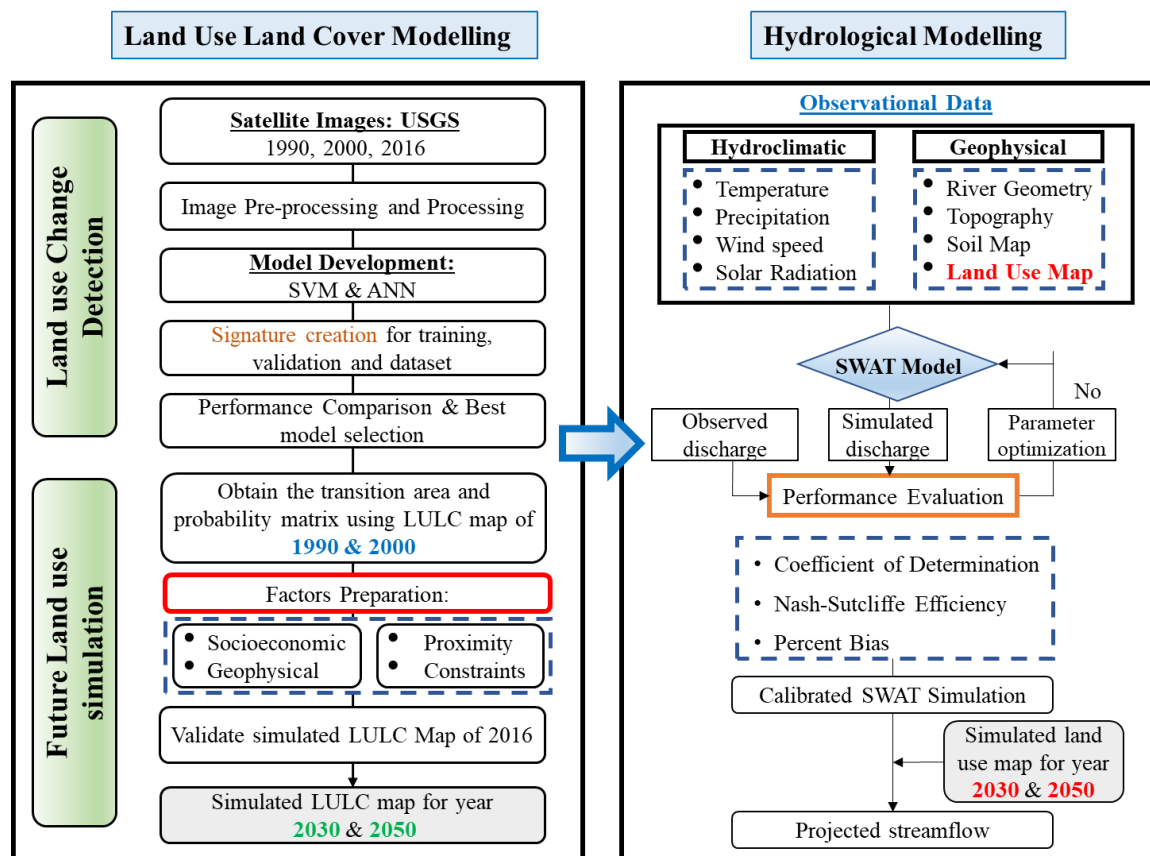 Land Use Land Cover Modelling
Land use Change
Detection
Satellite Images: USGS
1990, 2000, 2016
Image Pre-processing and Processing
Model Development:
SVM & ANN
Signature creation for training,
validation and dataset
Performance Comparison & Best
model selection
Future Land use
simulation
Obtain the transition area and
probability matrix using LULC map of
1990 & 2000
Factors Preparation:
• Socioeconomic
• Geophysical
• Proximity
• Constraints
Validate simulated LULC Map of 2016
Simulated LULC map for year
2030 & 2050
Hydrological Modelling
Observational Data
Hydroclimatic
• Temperature
• Precipitation
• Wind speed
• Solar Radiation
Geophysical
• River Geometry
• Topography
• Soil Map
• Land Use Map
SWAT Model
No
Observed
discharge
Simulated
discharge
Parameter
optimization
Performance Evaluation
• Coefficient of Determination
• Nash-Sutcliffe Efficiency
• Percent Bias
Calibrated SWAT Simulation
Simulated land
use map for year
2030 & 2050
Projected streamflow